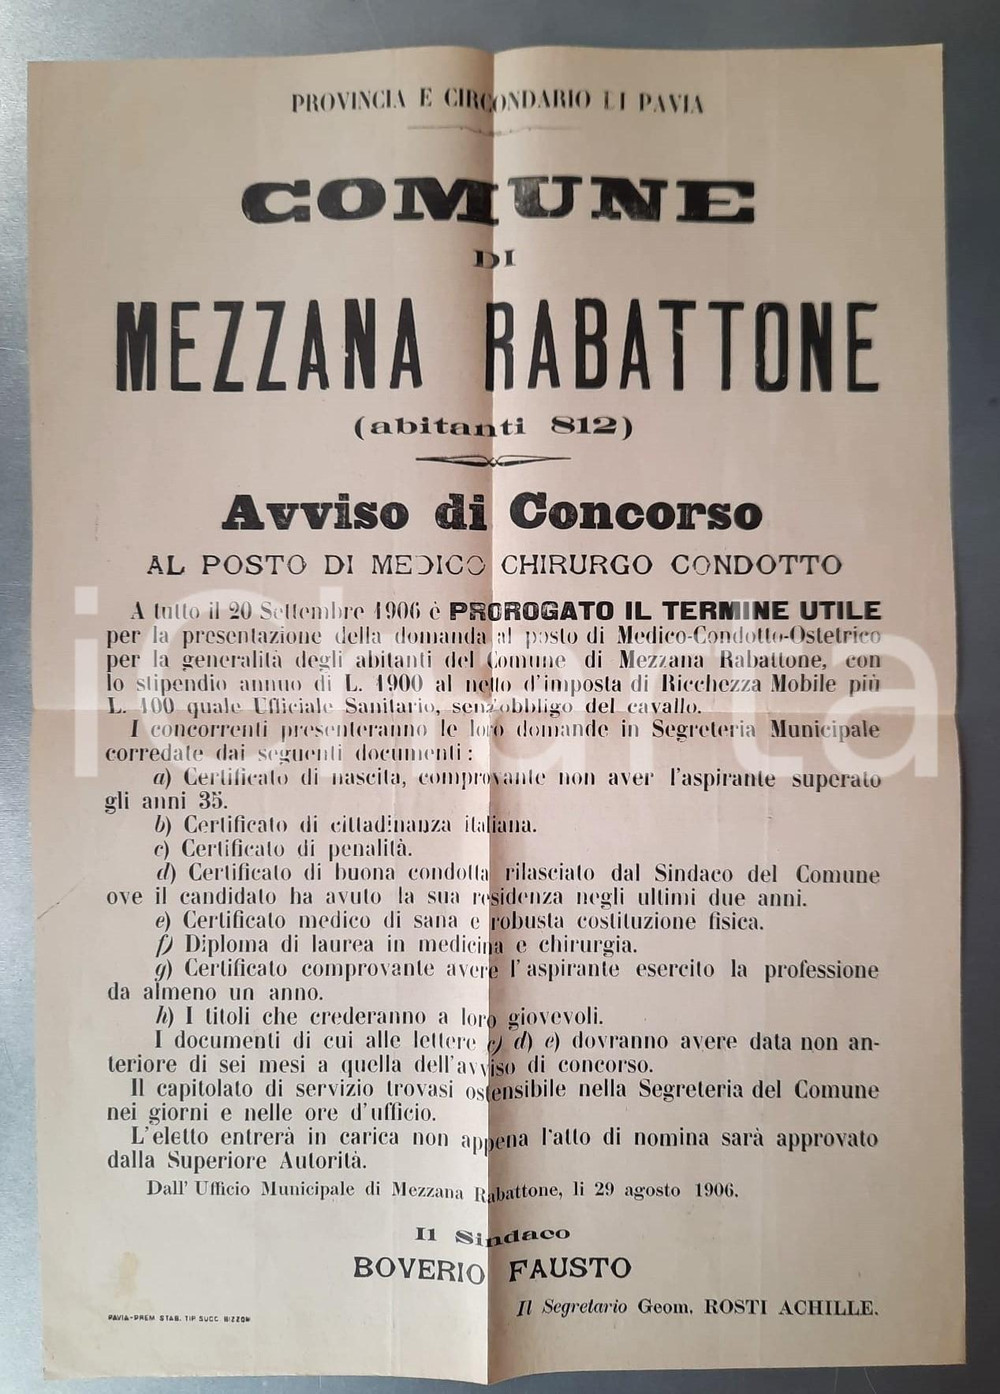 PROVINCIA E CIRCONDARIO DI PAVIA
COMUNE
DI
MEZZANA RABATTONE
(abitanti 812)
Avviso di Concorso
AL POSTO DI MEDICO CHIRURGO CONDOTTO
A tutto il 20 Settembre 1906 è PROROGATO IL TERMINE UTILE
per la presentazione della domanda al posto di Medico-Condotto-Ostetrico
per la generalità degli abitanti del Comune di Mezzana Rabattone, con
lo stipendio annuo di L. 1900 al netto d'imposta di Ricchezza Mobile più
L. 100 quale Ufficiale Sanitario, senz'obbligo del cavallo.
I concorrenti presenteranno le loro domande in Segreteria Municipale
corredate dai seguenti documenti:
a) Certificato di nascita, comprovante non aver l'aspirante superato
gli anni 35.
b) Certificato di cittadinanza italiana.
c) Certificato di penalità.
d) Certificato di buona condotta rilasciato dal Sindaco del Comune
ove il candidato ha avuto la sua residenza negli ultimi due anni.
e) Certificato medico di sana e robusta costituzione fisica.
f) Diploma di laurea in medicina e chirurgia.
g) Certificato comprovante avere l'aspirante esercito la professione
da almeno un anno.
h) I titoli che crederanno a loro giovevoli.
I documenti di cui alle lettere c) d) e) dovranno avere data non an-
teriore di sei mesi a quella dell'avviso di concorso.
Il capitolato di servizio trovasi ostensibile nella Segreteria del Comune
nei giorni e nelle ore d'ufficio.
L'eletto entrerà in carica non appena l'atto di nomina sarà approvato
dalla Superiore Autorità.
Dall' Ufficio Municipale di Mezzana Rabattone, li 29 agosto 1906.
Il Sindaco
BOVERIO FAUSTO
Il Segretario Geom. ROSTI ACHILLE.
PAVIA-PREM STAB. TIP SUCC. BIZZONI
iCharta